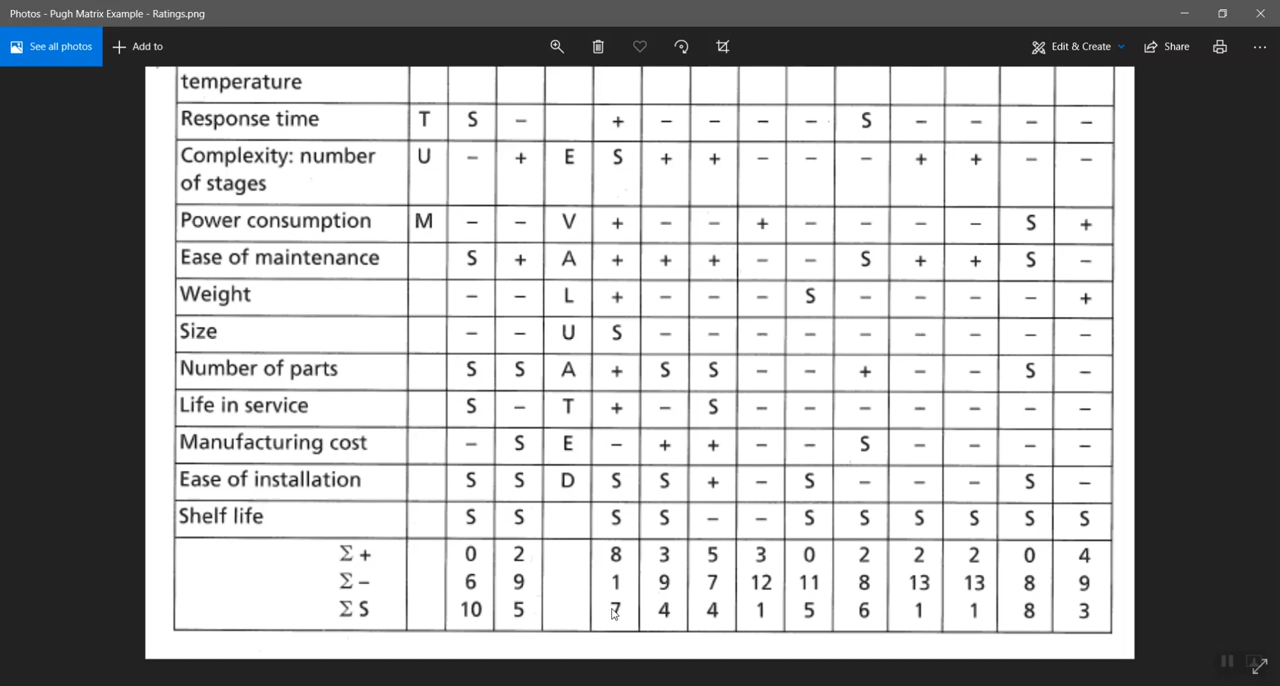 Photos - Pugh Matrix Example - Ratings.png
See all photos + Add to Edit & Create Share
temperature
Response time T S − + − − − − S − − − −
Complexity: number U − + E S + + − − − + + − −
of stages
Power consumption M − − V + − − + − − − − S +
Ease of maintenance S + A + + + − − S + + S −
Weight − − L + − − − S − − − − +
Size − − U S − − − − − − − − −
Number of parts S S A + S S − − + − − S −
Life in service S − T + − S − − − − − − −
Manufacturing cost − S E − + + − − S − − − −
Ease of installation S S D S S + − S − − − S −
Shelf life S S S S − − S S S S S S
Σ + 0 2 8 3 5 3 0 2 2 2 0 4
Σ − 6 9 1 9 7 12 11 8 13 13 8 9
Σ S 10 5 7 4 4 1 5 6 1 1 8 3